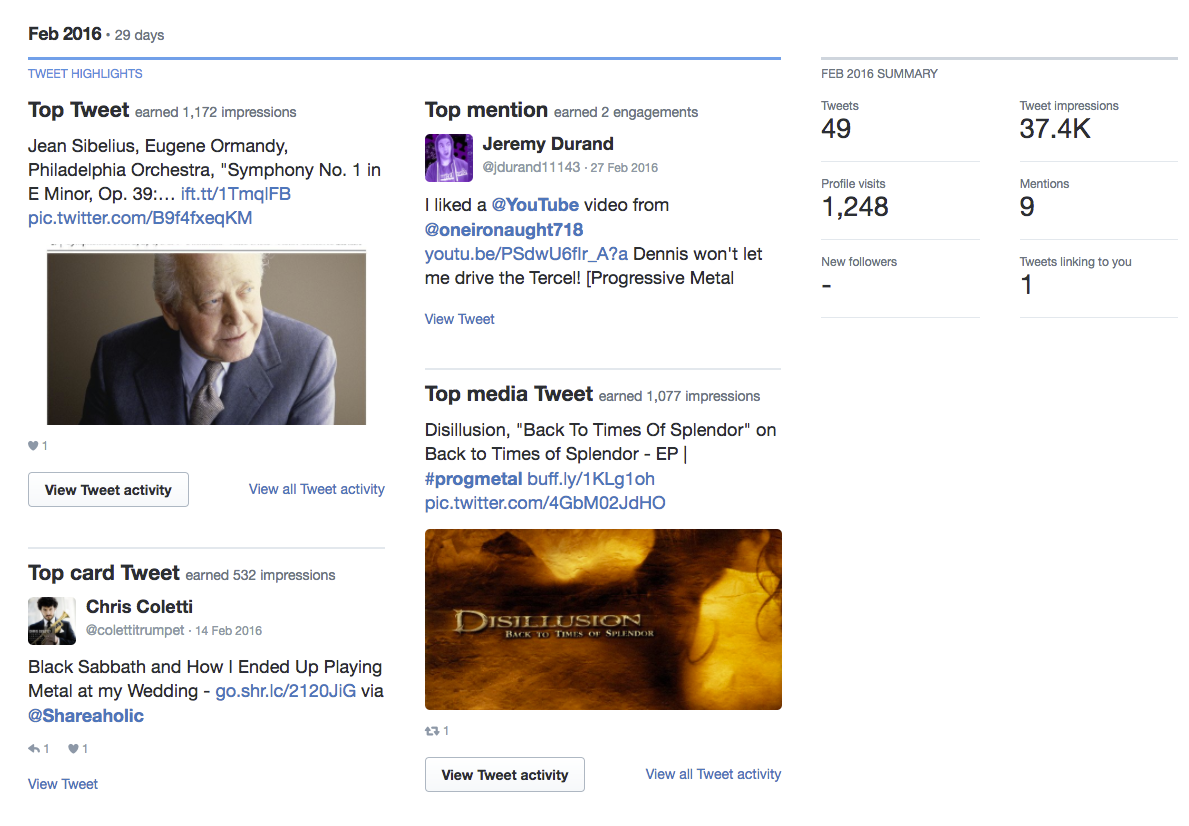 Feb 2016 • 29 days
TWEET HIGHLIGHTS
Top Tweet earned 1,172 impressions
Jean Sibelius, Eugene Ormandy,
Philadelphia Orchestra, "Symphony No. 1 in
E Minor, Op. 39:… ift.tt/1TmqlFB
pic.twitter.com/B9f4fxeqKM
1
View Tweet activity
View all Tweet activity
Top card Tweet earned 532 impressions
Chris Coletti
@colettitrumpet · 14 Feb 2016
Black Sabbath and How I Ended Up Playing
Metal at my Wedding - go.shr.lc/2120JiG via
@Shareaholic
1 1
View Tweet
Top mention earned 2 engagements
Jeremy Durand
@jdurand11143 · 27 Feb 2016
I liked a @YouTube video from
@oneironaught718
youtu.be/PSdwU6flr_A?a Dennis won't let
me drive the Tercel! [Progressive Metal
View Tweet
Top media Tweet earned 1,077 impressions
Disillusion, "Back To Times Of Splendor" on
Back to Times of Splendor - EP |
#progmetal buff.ly/1KLg1oh
pic.twitter.com/4GbM02JdHO
DISILLUSION
BACK TO TIMES OF SPLENDOR
1
View Tweet activity
View all Tweet activity
FEB 2016 SUMMARY
Tweets
49
Tweet impressions
37.4K
Profile visits
1,248
Mentions
9
New followers
-
Tweets linking to you
1